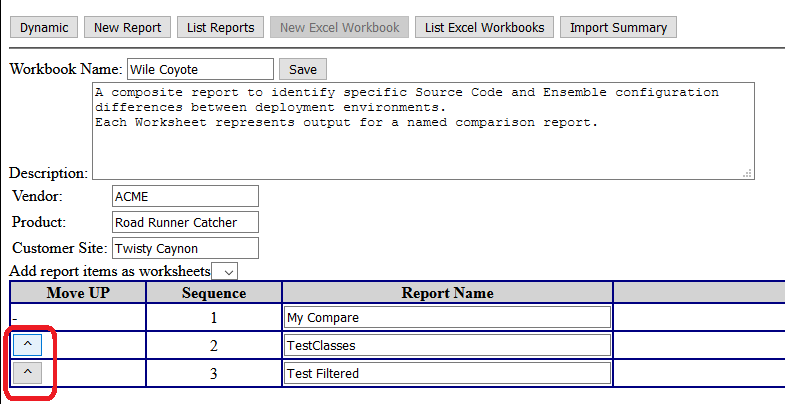 Dynamic New Report List Reports New Excel Workbook List Excel Workbooks Import Summary
Workbook Name: Wile Coyote Save
A composite report to identify specific Source Code and Ensemble configuration
differences between deployment environments.
Each Worksheet represents output for a named comparison report.
Description:
Vendor: ACME
Product: Road Runner Catcher
Customer Site: Twisty Caynon
Add report items as worksheets
Move UP Sequence Report Name
- 1 My Compare
^ 2 TestClasses
^ 3 Test Filtered